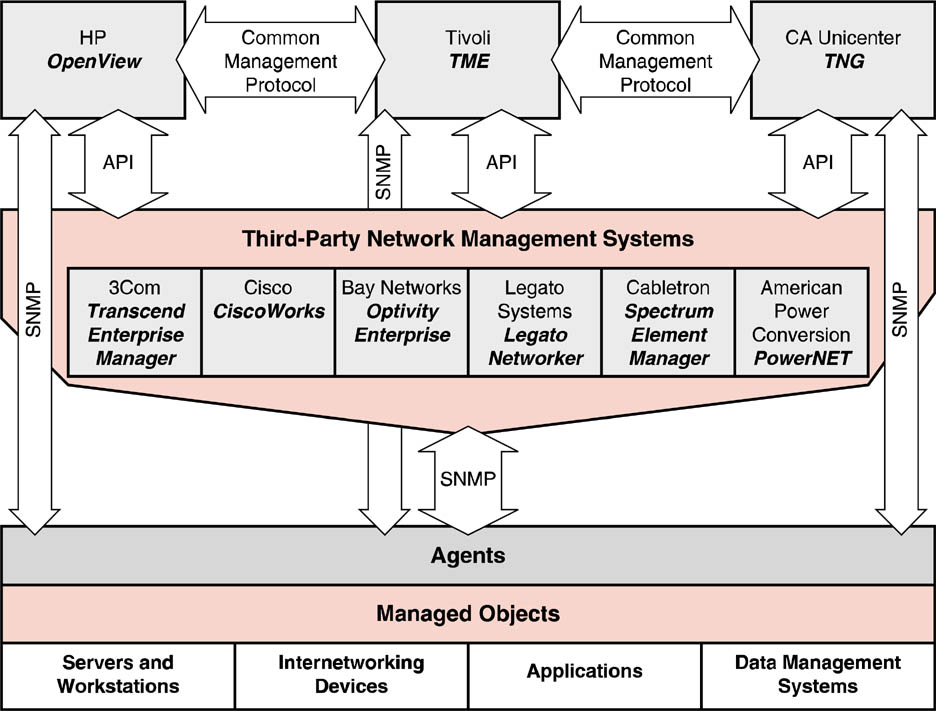 HP
OpenView
Common
Management
Protocol
Tivoli
TME
Common
Management
Protocol
CA Unicenter
TNG
API
SNMP
API
API
Third-Party Network Management Systems
SNMP
3Com
Transcend
Enterprise
Manager
Cisco
CiscoWorks
Bay Networks
Optivity
Enterprise
Legato
Systems
Legato
Networker
Cabletron
Spectrum
Element
Manager
American
Power
Conversion
PowerNET
SNMP
SNMP
Agents
Managed Objects
Servers and
Workstations
Internetworking
Devices
Applications
Data Management
Systems